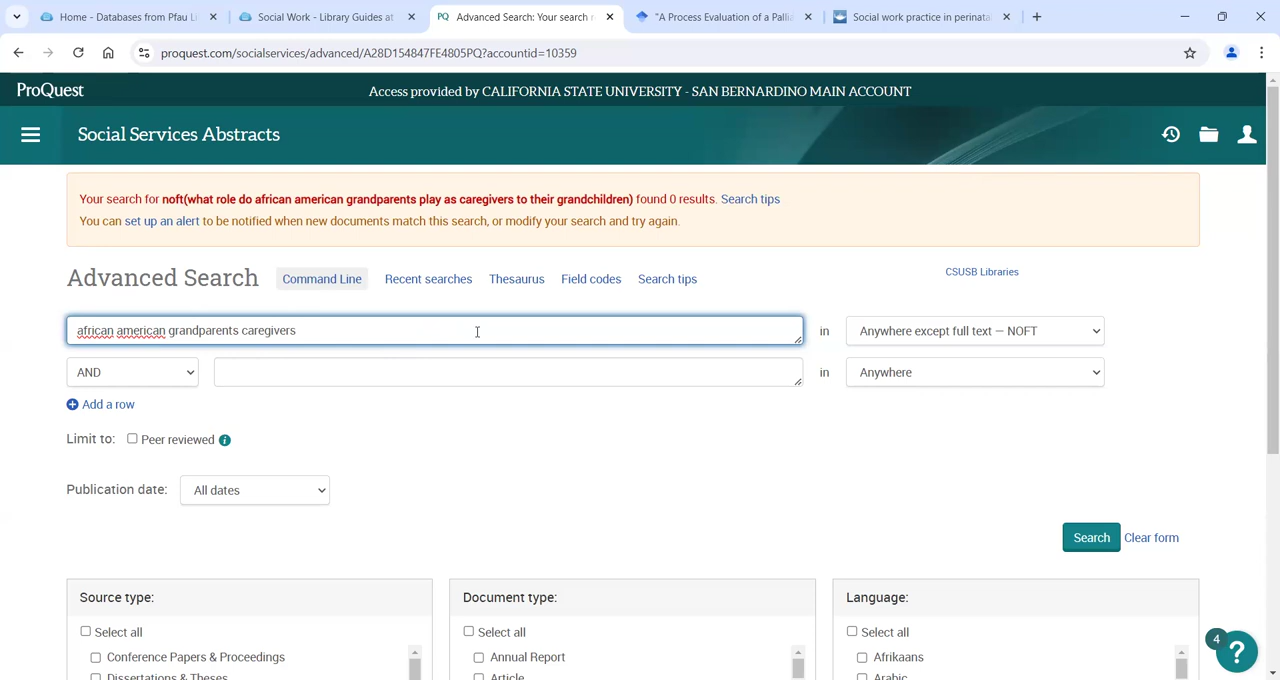 Home - Databases from Pfau Li
Social Work - Library Guides at
PQ Advanced Search: Your search r
"A Process Evaluation of a Pallia
Social work practice in perinata
proquest.com/socialservices/advanced/A28D154847FE4805PQ?accountid=10359
ProQuest
Access provided by CALIFORNIA STATE UNIVERSITY - SAN BERNARDINO MAIN ACCOUNT
Social Services Abstracts
Your search for noft(what role do african american grandparents play as caregivers to their grandchildren) found 0 results. Search tips
You can set up an alert to be notified when new documents match this search, or modify your search and try again.
Advanced Search Command Line Recent searches Thesaurus Field codes Search tips
CSUSB Libraries
african american grandparents caregivers in Anywhere except full text — NOFT
AND in Anywhere
Add a row
Limit to: Peer reviewed i
Publication date: All dates
Search Clear form
Source type: Document type: Language:
Select all Select all Select all
Conference Papers & Proceedings Annual Report Afrikaans
Dissertations & Theses Arabic
4 ?